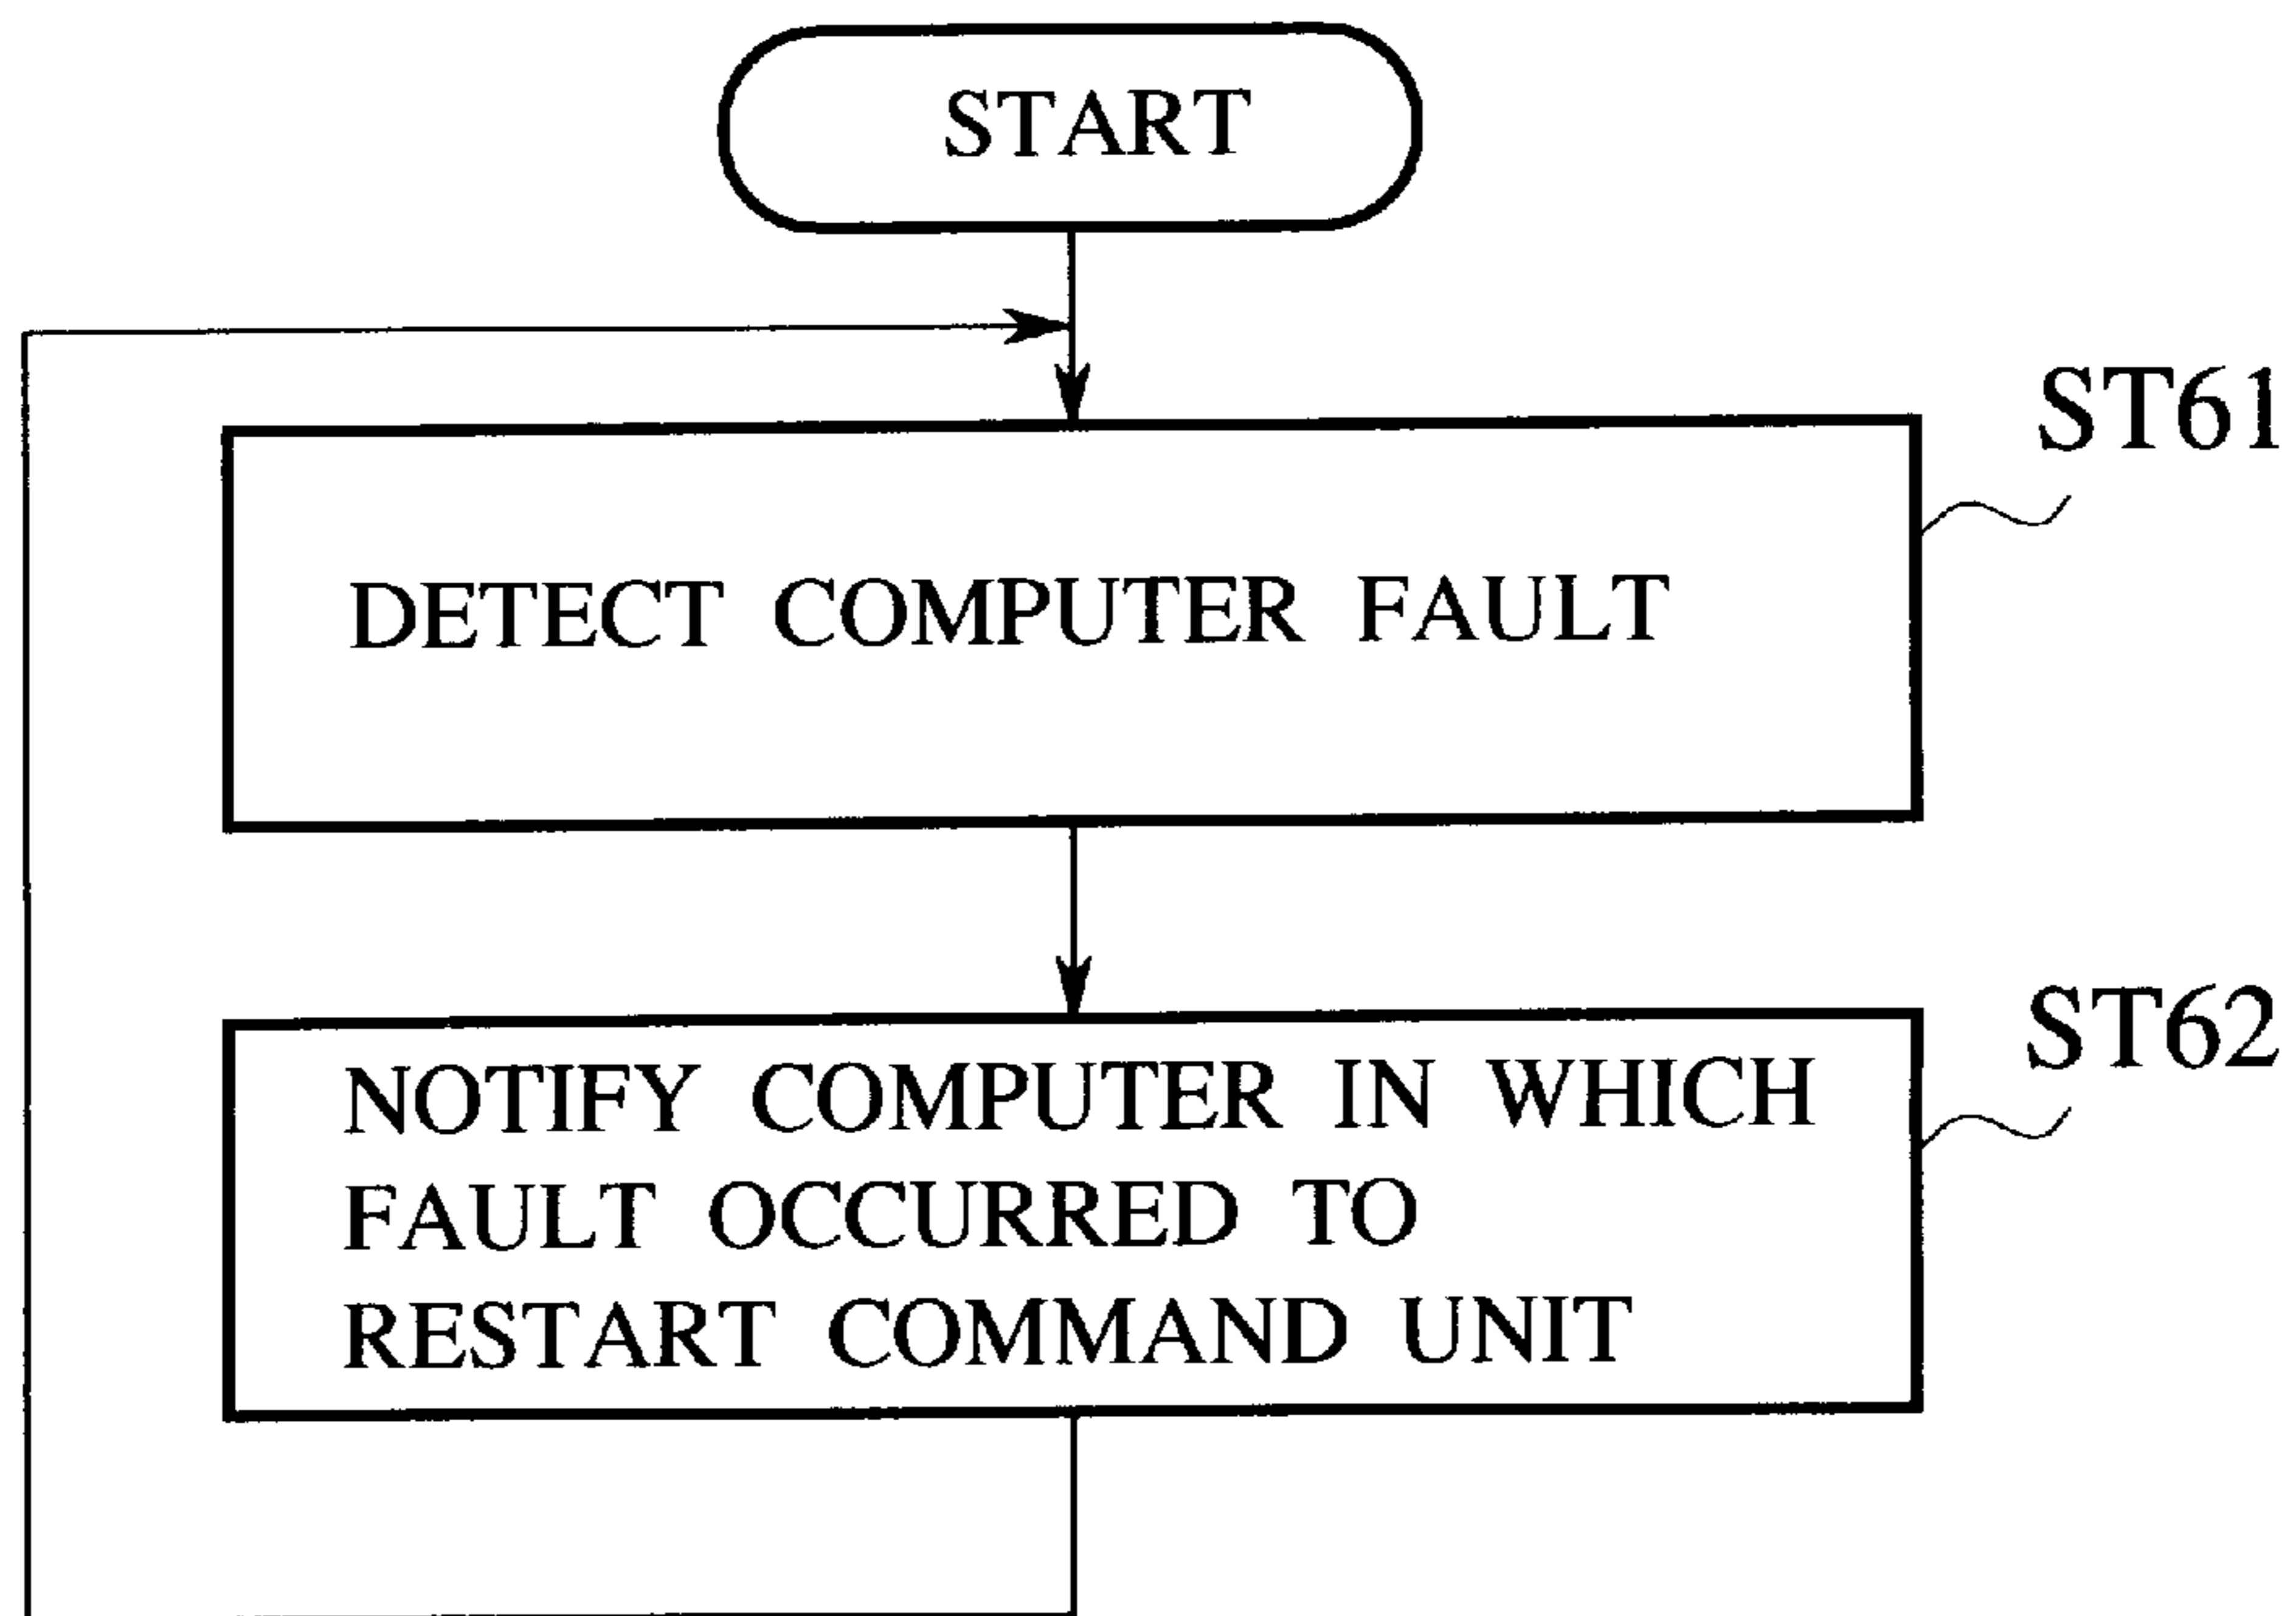 START
ST61
DETECT COMPUTER FAULT
ST62
NOTIFY COMPUTER IN WHICH
FAULT OCCURRED TO
RESTART COMMAND UNIT